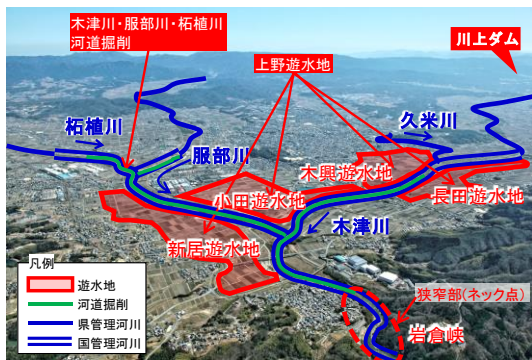 木津川・服部川・柘植川
河道掘削
川上ダム
上野遊水地
柘植川
久米川
服部川
木興遊水地
小田遊水地
長田遊水地
木津川
新居遊水地
凡例
遊水地
河道掘削
県管理河川
国管理河川
狭窄部(ネック点)
岩倉峡